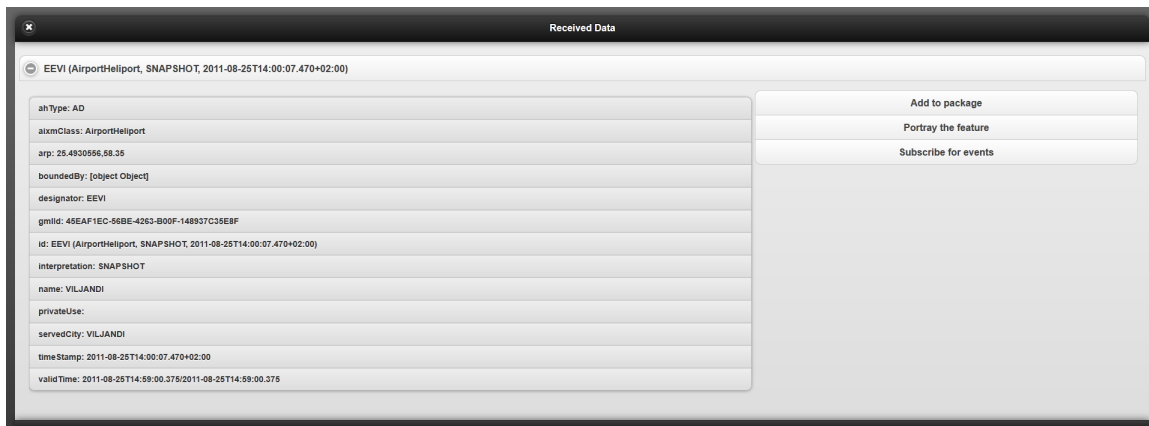 Received Data
EEVI (AirportHeliport, SNAPSHOT, 2011-08-25T14:00:07.470+02:00)
ahType: AD
aixmClass: AirportHeliport
arp: 25.4930556,58.35
boundedBy: [object Object]
designator: EEVI
gmlId: 45EAF1EC-56BE-4263-B00F-148937C35E8F
id: EEVI (AirportHeliport, SNAPSHOT, 2011-08-25T14:00:07.470+02:00)
interpretation: SNAPSHOT
name: VILJANDI
privateUse:
servedCity: VILJANDI
timeStamp: 2011-08-25T14:00:07.470+02:00
validTime: 2011-08-25T14:59:00.375/2011-08-25T14:59:00.375
Add to package
Portray the feature
Subscribe for events